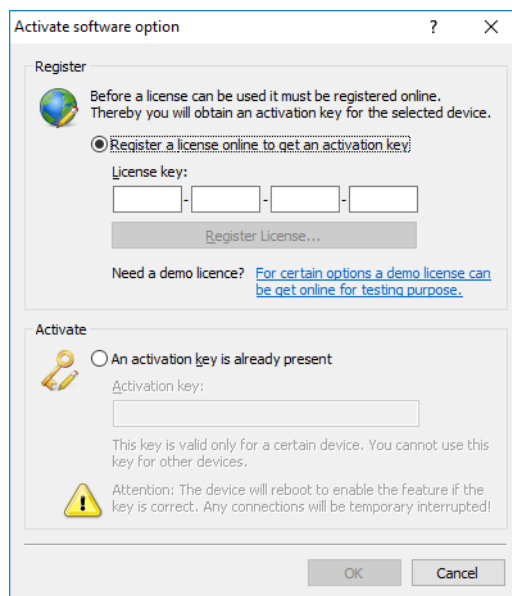 Activate software option
?
Register
Before a license can be used it must be registered online.
Thereby you will obtain an activation key for the selected device.
Register a license online to get an activation key
License key:
- - -
Register License...
Need a demo licence? For certain options a demo license can
be get online for testing purpose.
Activate
An activation key is already present
Activation key:
This key is valid only for a certain device. You cannot use this
key for other devices.
Attention: The device will reboot to enable the feature if the
key is correct. Any connections will be temporary interrupted!
OK Cancel